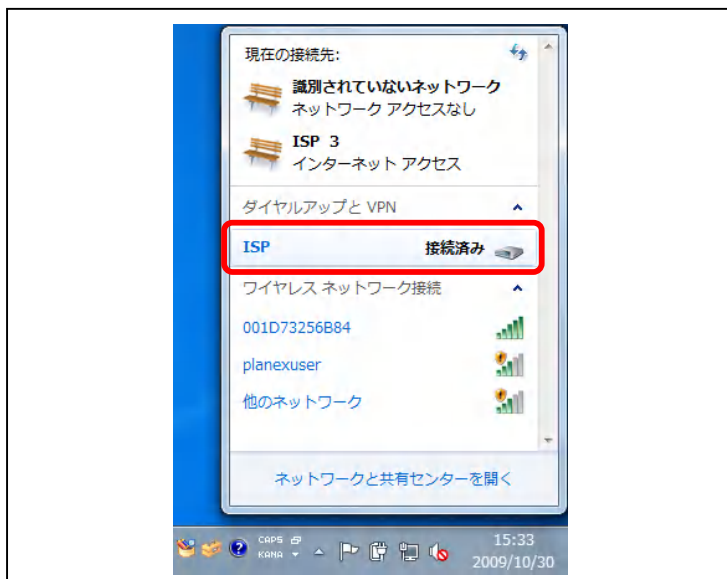 現在の接続先:
識別されていないネットワーク
ネットワーク アクセスなし
ISP 3
インターネット アクセス
ダイヤルアップと VPN
ISP 接続済み
ワイヤレス ネットワーク接続
001D73256B84
planexuser
他のネットワーク
ネットワークと共有センターを開く
CAPS
KANA
15:33
2009/10/30